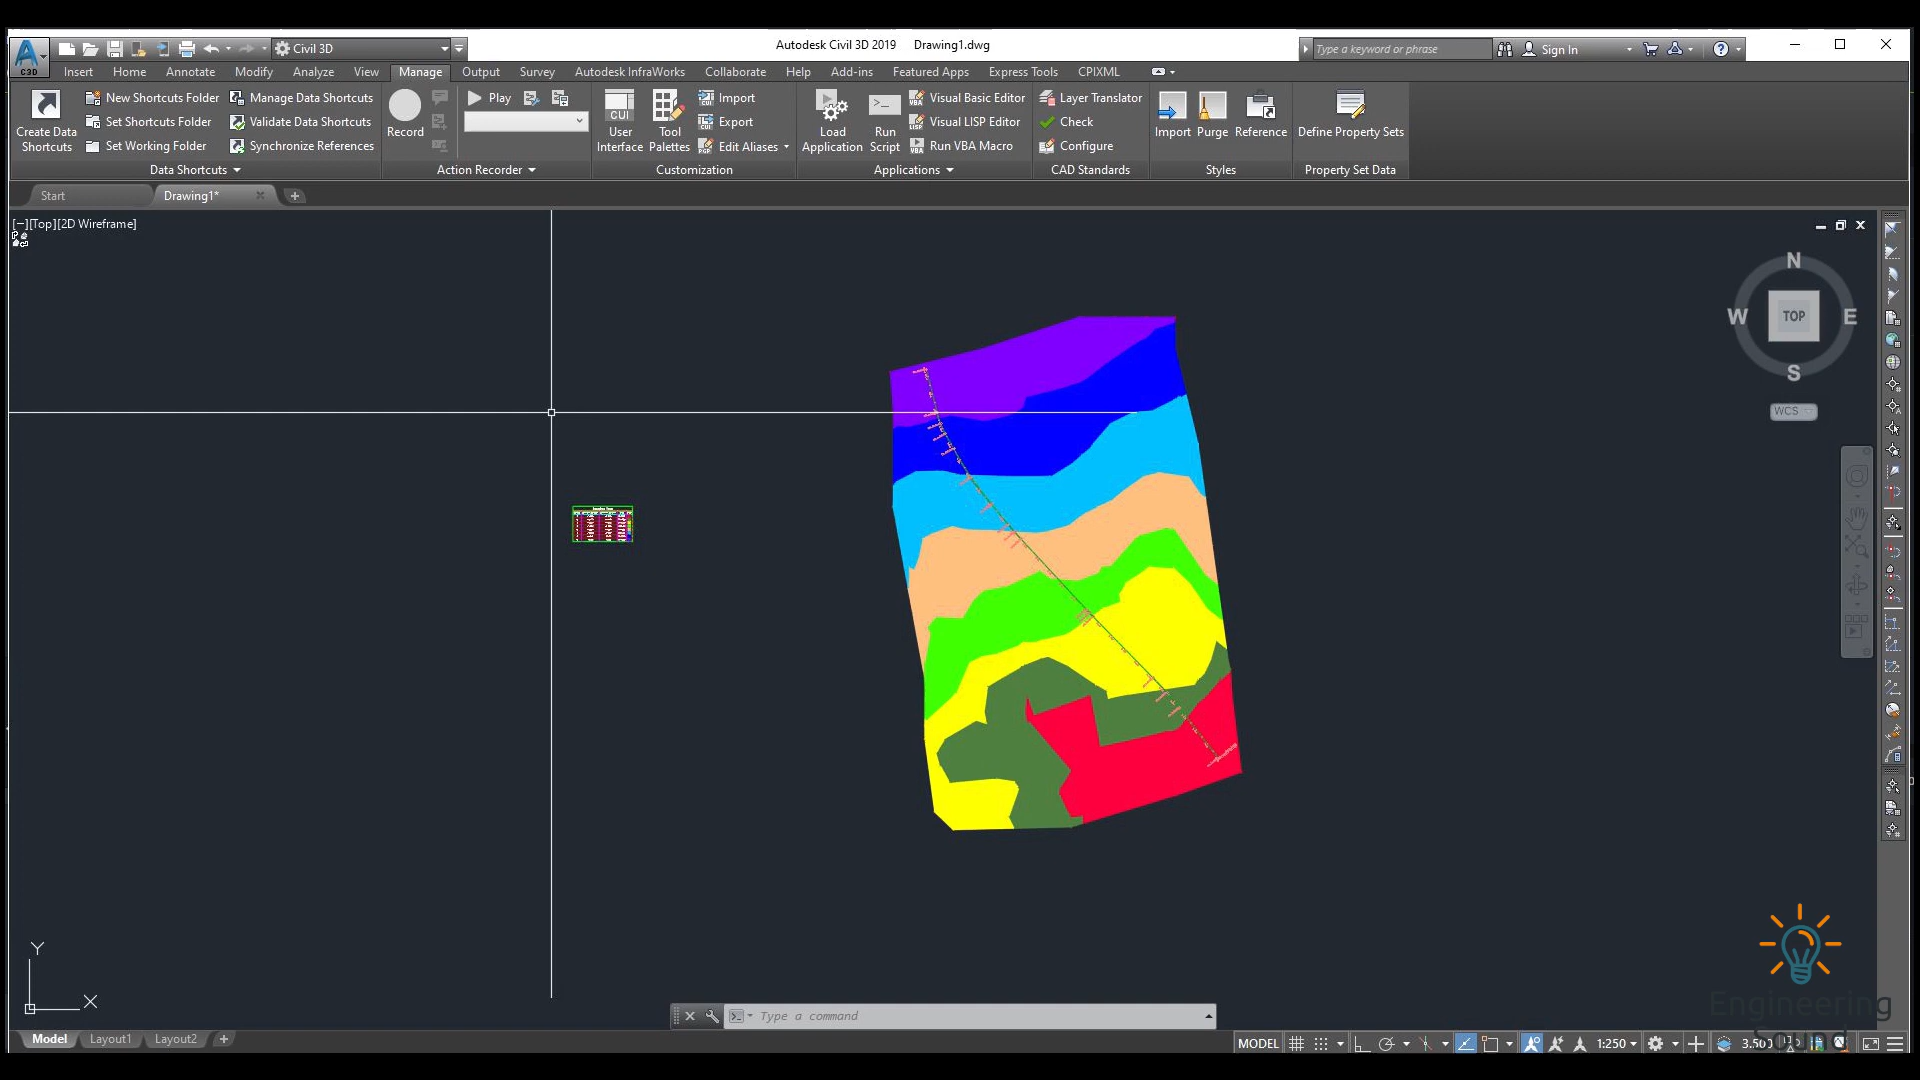 Civil 3D
Autodesk Civil 3D 2019 Drawing1.dwg
Type a keyword or phrase
Sign In
C3D
Insert Home Annotate Modify Analyze View Manage Output Survey Autodesk InfraWorks Collaborate Help Add-ins Featured Apps Express Tools CPIXML
Create Data Shortcuts
New Shortcuts Folder
Set Shortcuts Folder
Set Working Folder
Manage Data Shortcuts
Validate Data Shortcuts
Synchronize References
Data Shortcuts
Record
Play
Action Recorder
CUI
User Interface
Tool Palettes
Import
Export
Edit Aliases
Customization
Load Application
Run Script
Visual Basic Editor
Visual LISP Editor
Run VBA Macro
Applications
Layer Translator
Check
Configure
CAD Standards
Import
Purge
Reference
Styles
Define Property Sets
Property Set Data
Start
Drawing1*
[−][Top][2D Wireframe]
N
W TOP E
S
WCS
Y
X
Type a command
Model Layout1 Layout2
MODEL
1:250
3.500
Engineering
Sound